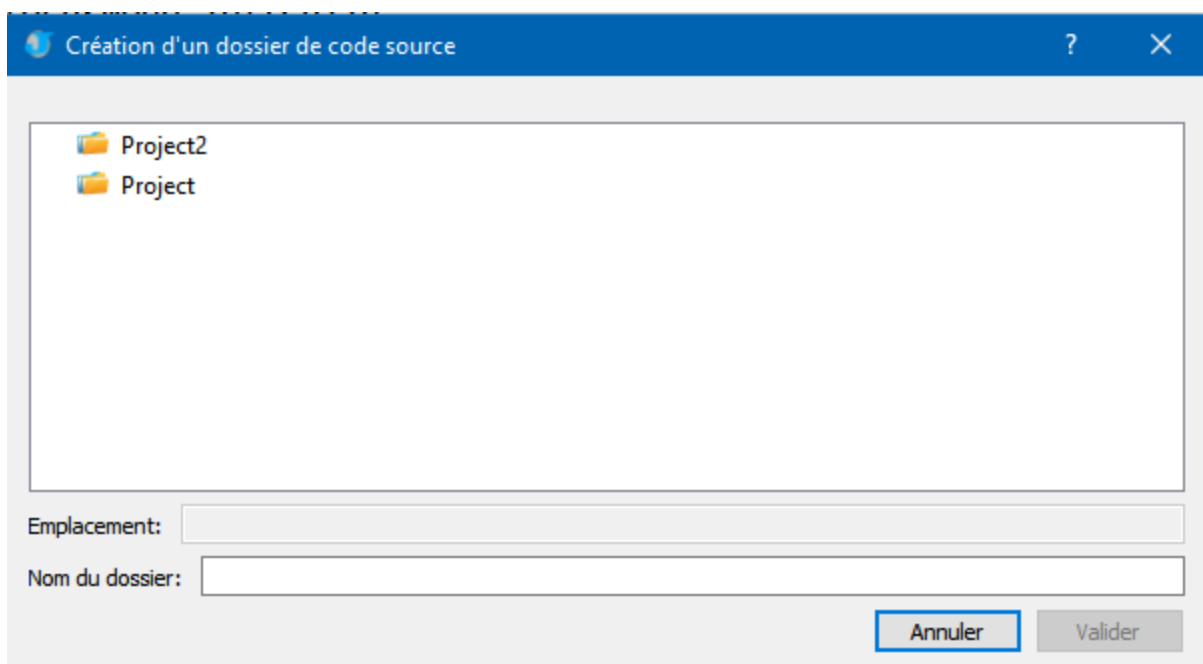 Création d'un dossier de code source ?
Project2
Project
Emplacement:
Nom du dossier:
Annuler Valider